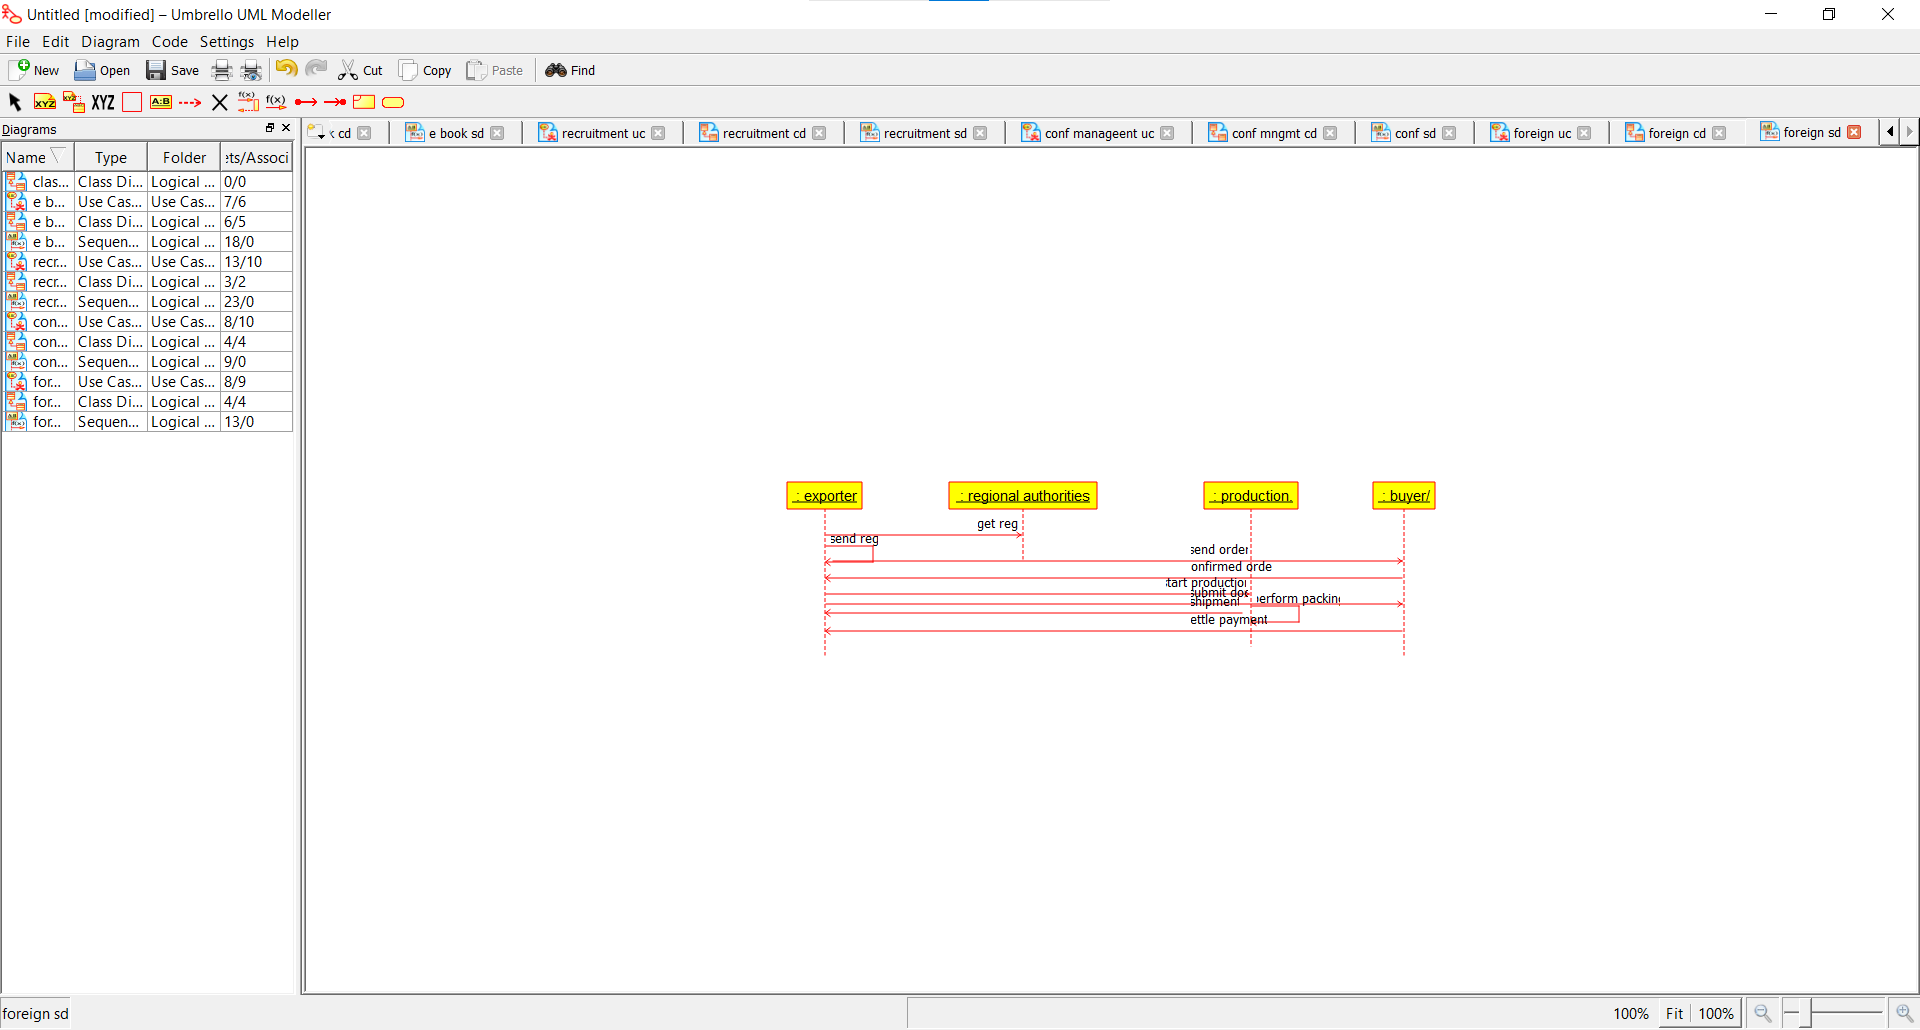 Untitled [modified] – Umbrello UML Modeller
File Edit Diagram Code Settings Help
New Open Save Cut Copy Paste Find
XYZ XYZ A:B f(x) f(x)
Diagrams
k cd e book sd recruitment uc recruitment cd recruitment sd conf manageent uc conf mngmt cd conf sd foreign uc foreign cd foreign sd
Name Type Folder ets/Associ
clas... Class Di... Logical ... 0/0
e b... Use Cas... Use Cas... 7/6
e b... Class Di... Logical ... 6/5
e b... Sequen... Logical ... 18/0
recr... Use Cas... Use Cas... 13/10
recr... Class Di... Logical ... 3/2
recr... Sequen... Logical ... 23/0
con... Use Cas... Use Cas... 8/10
con... Class Di... Logical ... 4/4
con... Sequen... Logical ... 9/0
for... Use Cas... Use Cas... 8/9
for... Class Di... Logical ... 4/4
for... Sequen... Logical ... 13/0
: exporter : regional authorities : production. : buyer/
get reg
send reg
send order
onfirmed orde
tart production
submit doc
shipment
erform packing
ettle payment
foreign sd 100% Fit 100%